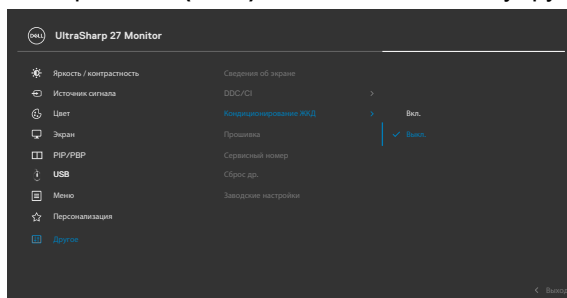 DELL UltraSharp 27 Monitor
Яркость / контрастность
Сведения об экране
Источник сигнала
DDC/CI
Цвет
Кондиционирование ЖКД
Вкл.
Экран
Прошивка
Выкл.
PIP/PBP
Сервисный номер
USB
Сброс др.
Меню
Заводские настройки
Персонализация
Другое
Выход